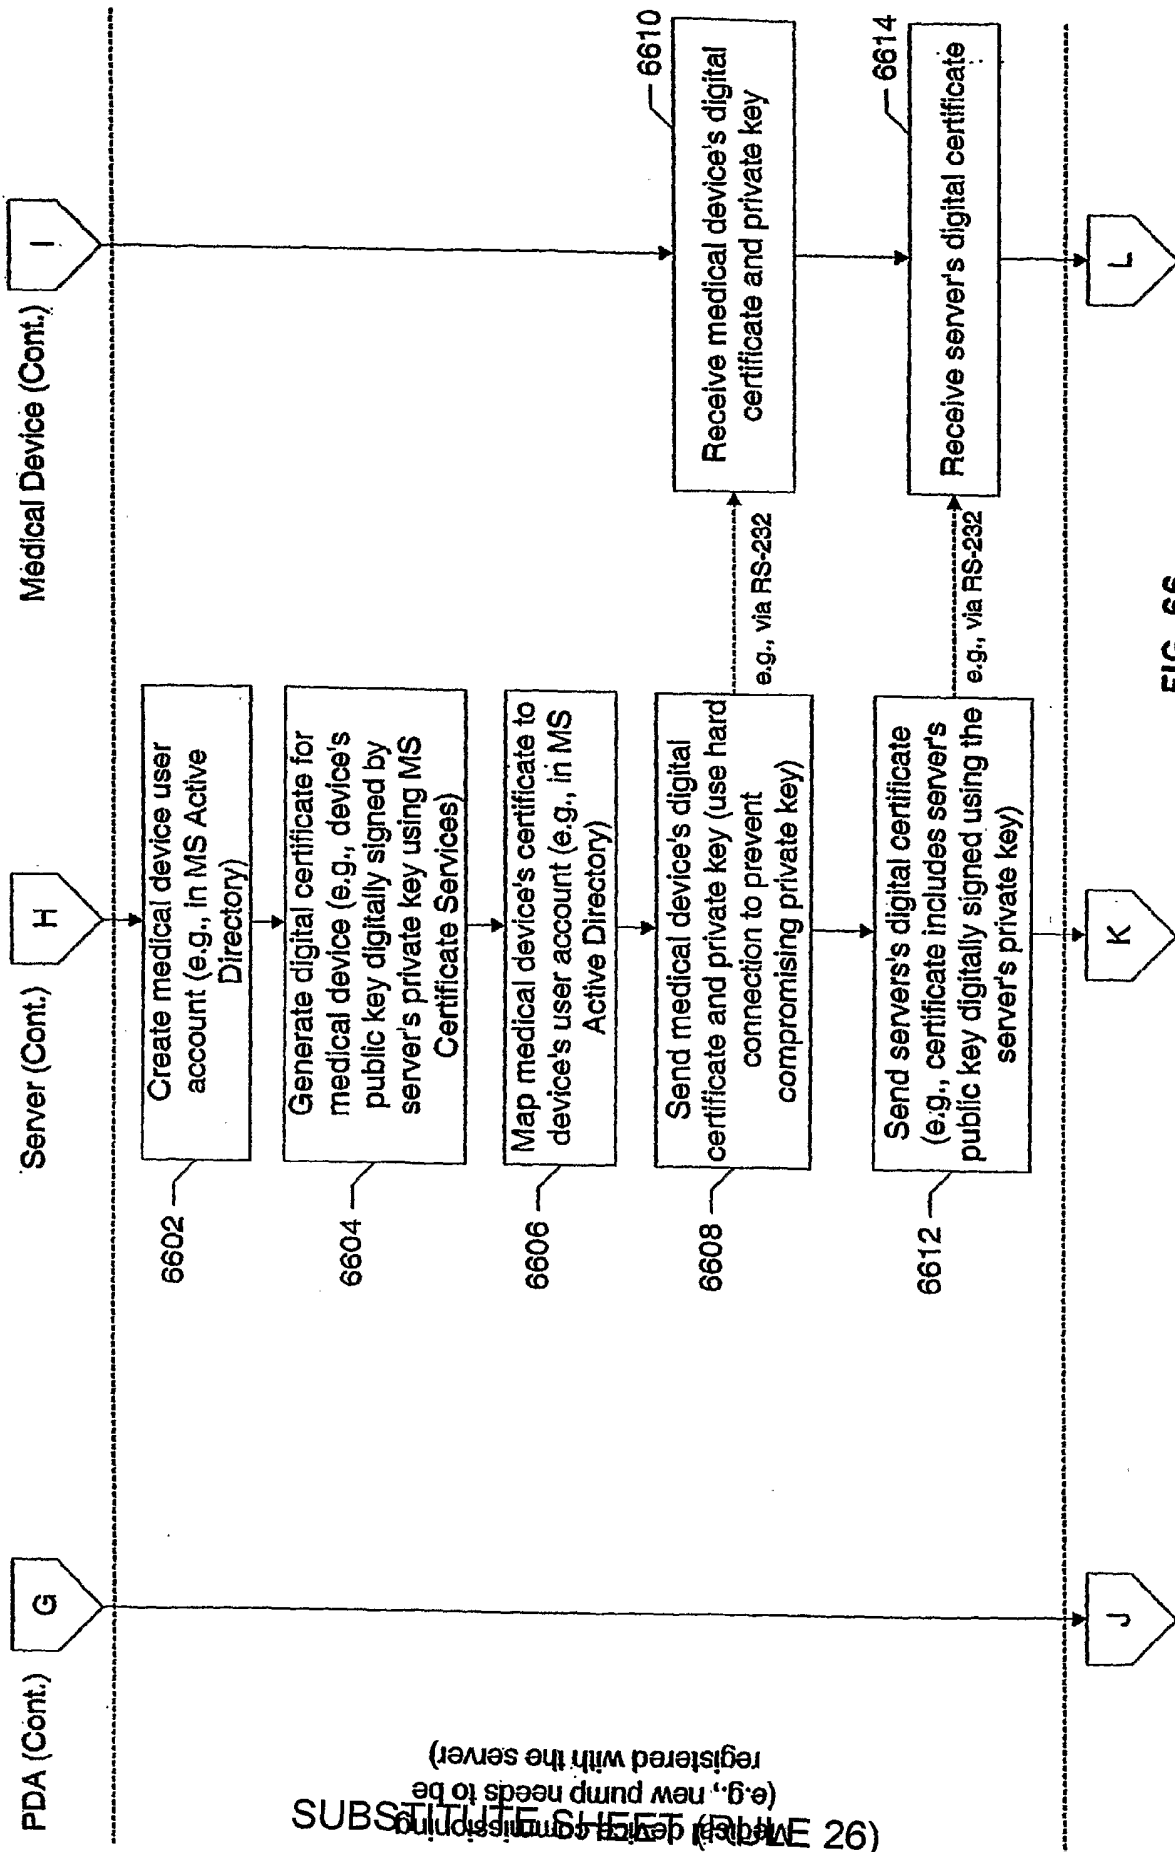 PDA (Cont.)
Server (Cont.)
Medical Device (Cont.)
G
H
I
Medical device commissioning
(e.g., new pump needs to be
registered with the server)
6602
Create medical device user
account (e.g., in MS Active
Directory)
6604
Generate digital certificate for
medical device (e.g., device's
public key digitally signed by
server's private key using MS
Certificate Services)
6606
Map medical device's certificate to
device's user account (e.g., in MS
Active Directory)
6608
Send medical device's digital
certificate and private key (use hard
connection to prevent
compromising private key)
e.g., via RS-232
6610
Receive medical device's digital
certificate and private key
6612
Send servers's digital certificate
(e.g., certificate includes server's
public key digitally signed using the
server's private key)
e.g., via RS-232
6614
Receive server's digital certificate
J
K
L
FIG. 66
SUBSTITUTE SHEET (RULE 26)